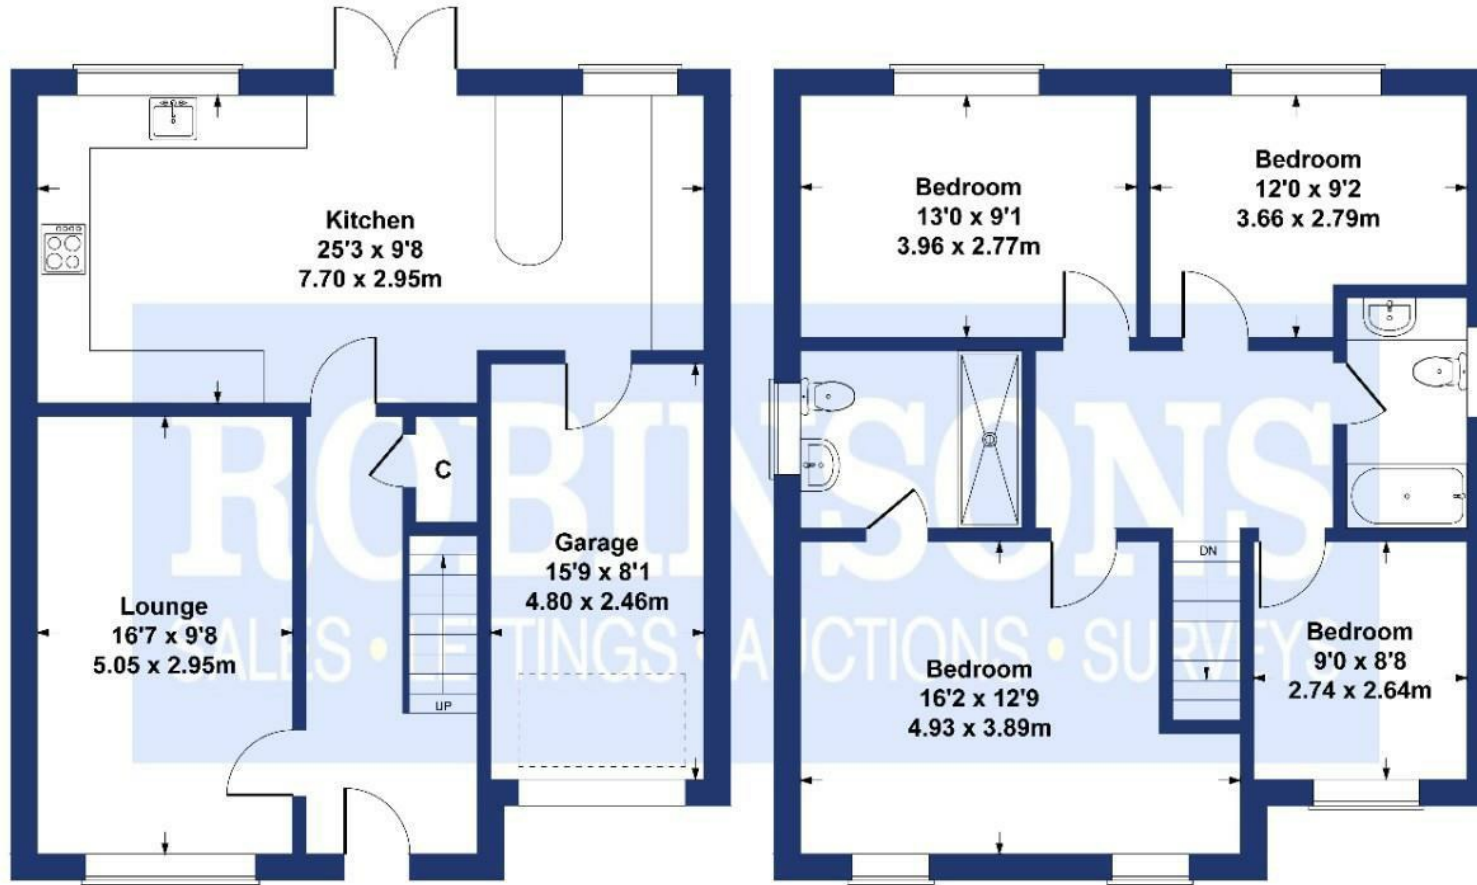 Kitchen
25'3 x 9'8
7.70 x 2.95m
C
Garage
15'9 x 8'1
4.80 x 2.46m
Lounge
16'7 x 9'8
5.05 x 2.95m
UP
Bedroom
13'0 x 9'1
3.96 x 2.77m
Bedroom
12'0 x 9'2
3.66 x 2.79m
DN
Bedroom
16'2 x 12'9
4.93 x 3.89m
Bedroom
9'0 x 8'8
2.74 x 2.64m
ROBINSONS
SALES • LETTINGS • AUCTIONS • SURVEYS